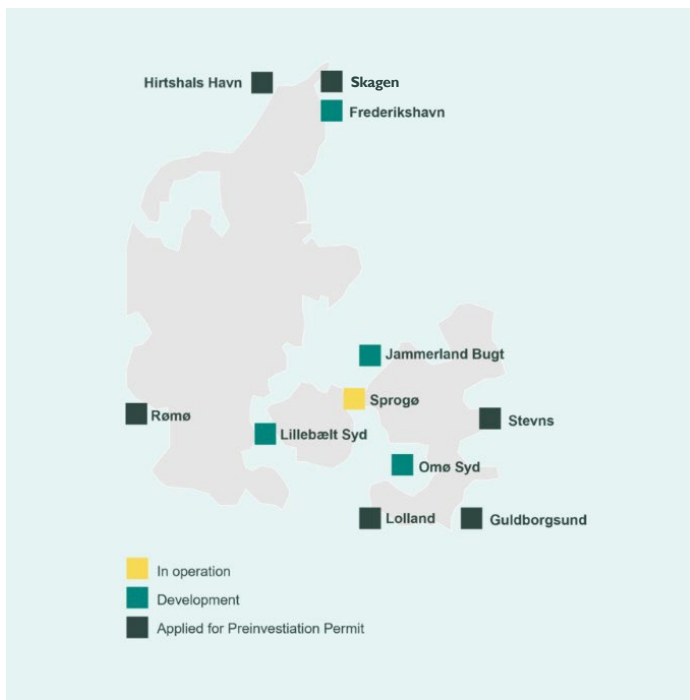 Hirtshals Havn
Skagen
Frederikshavn
Jammerland Bugt
Sprogø
Rømø
Stevns
Lillebælt Syd
Omø Syd
Lolland
Guldborgsund
In operation
Development
Applied for Preinvestiation Permit